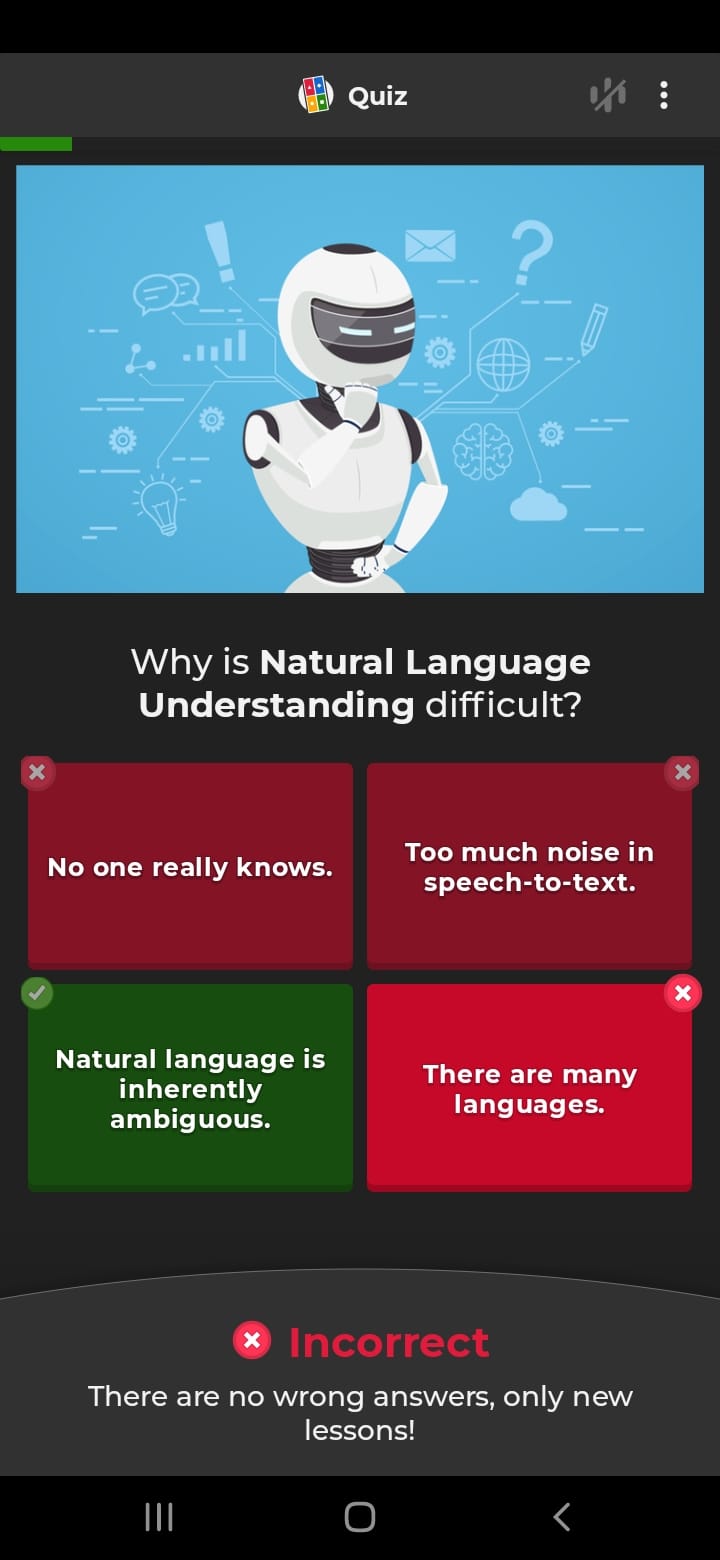 Quiz
Why is Natural Language
Understanding difficult?
No one really knows.
Too much noise in
speech-to-text.
Natural language is
inherently
ambiguous.
There are many
languages.
Incorrect
There are no wrong answers, only new
lessons!